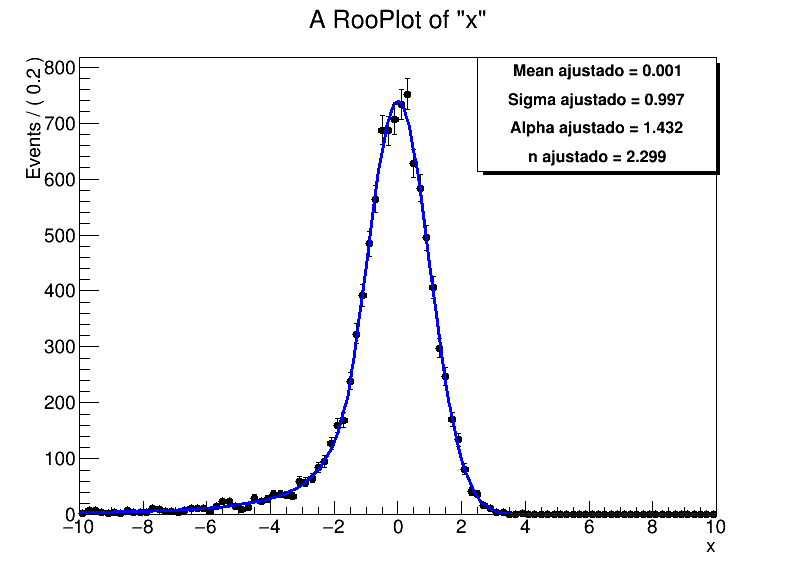 A RooPlot of "x"
Events / ( 0.2 )
800
700
600
500
400
300
200
100
0
Mean ajustado = 0.001
Sigma ajustado = 0.997
Alpha ajustado = 1.432
n ajustado = 2.299
−10 −8 −6 −4 −2 0 2 4 6 8 10
x